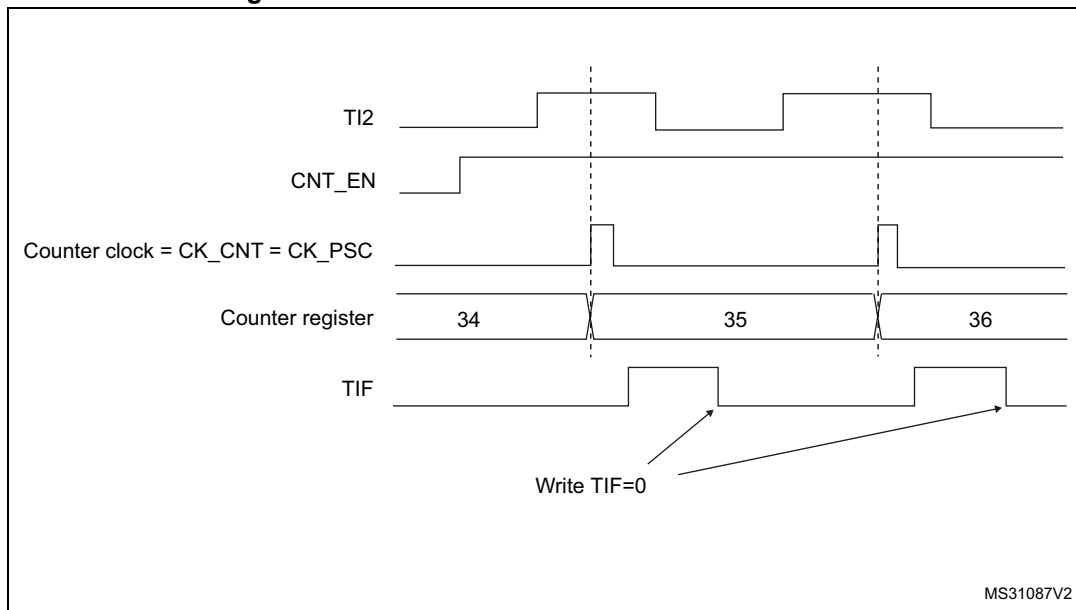 TI2
CNT_EN
Counter clock = CK_CNT = CK_PSC
Counter register 34 35 36
TIF
Write TIF=0
MS31087V2